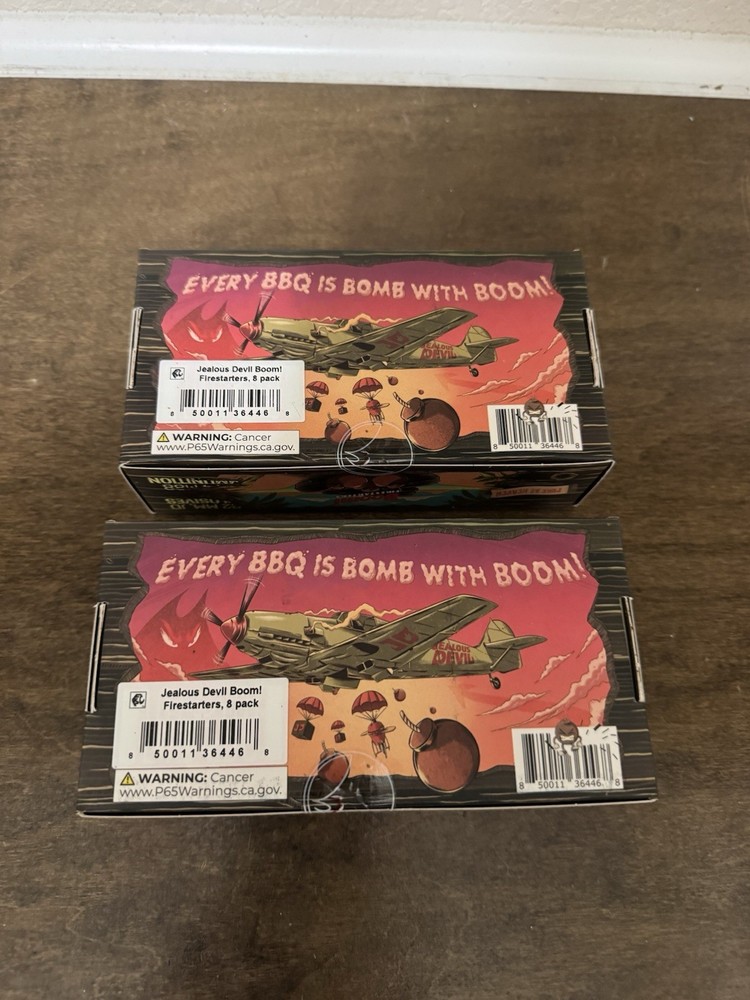 EVERY BBQ IS BOMB WITH BOOM!
JEALOUS
DEVIL
Jealous Devil Boom!
Firestarters, 8 pack
8 50011 36446 8
WARNING: Cancer
www.P65Warnings.ca.gov.
8 50011 36446 8
EVERY BBQ IS BOMB WITH BOOM!
JEALOUS
DEVIL
Jealous Devil Boom!
Firestarters, 8 pack
8 50011 36446 8
WARNING: Cancer
www.P65Warnings.ca.gov.
8 50011 36446 8